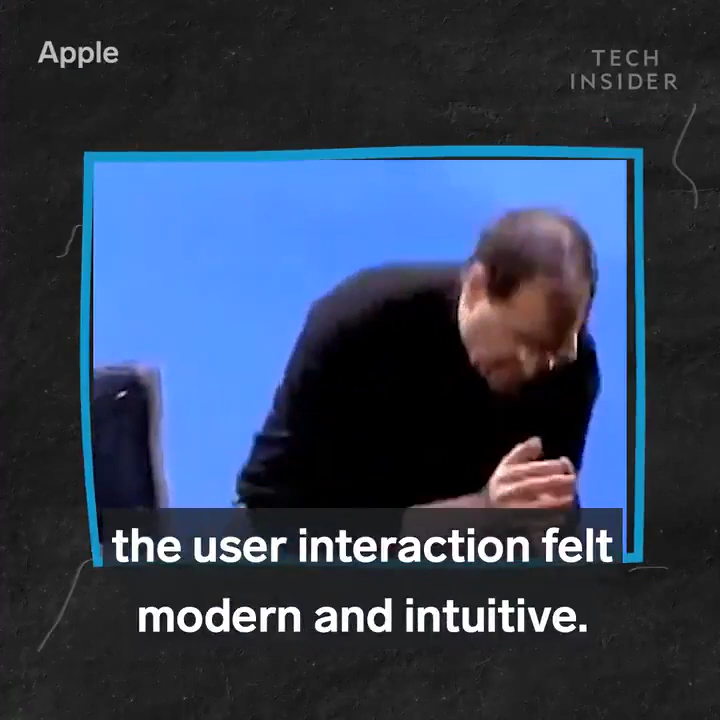 Apple
TECH
INSIDER
the user interaction felt
modern and intuitive.